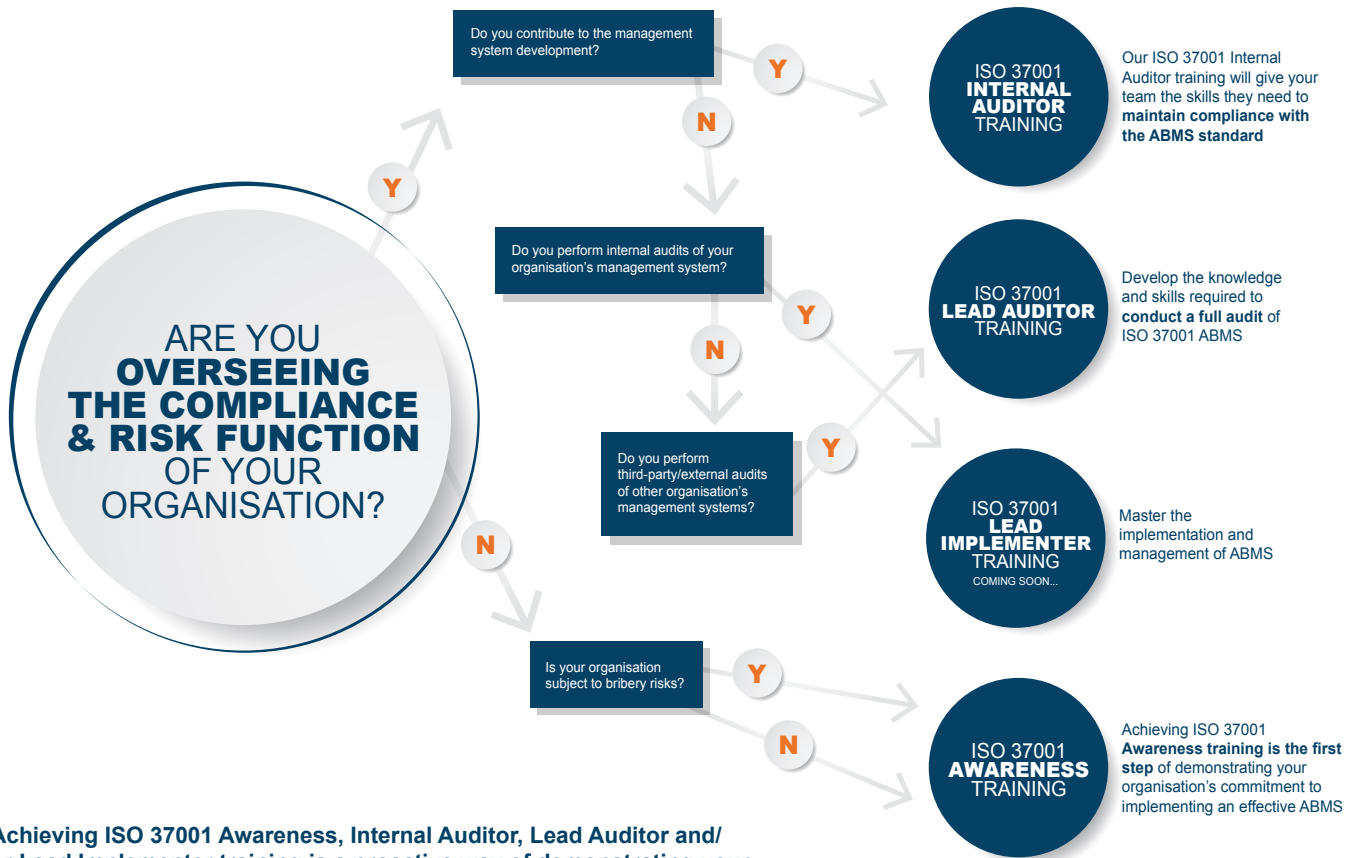 ARE YOU
OVERSEEING
THE COMPLIANCE
& RISK FUNCTION
OF YOUR
ORGANISATION?
Y
N
Do you contribute to the management
system development?
Y
N
Do you perform internal audits of your
organisation's management system?
Y
N
Do you perform
third-party/external audits
of other organisation's
management systems?
Y
Is your organisation
subject to bribery risks?
Y
N
ISO 37001
INTERNAL
AUDITOR
TRAINING
Our ISO 37001 Internal
Auditor training will give your
team the skills they need to
maintain compliance with
the ABMS standard
ISO 37001
LEAD AUDITOR
TRAINING
Develop the knowledge
and skills required to
conduct a full audit of
ISO 37001 ABMS
ISO 37001
LEAD
IMPLEMENTER
TRAINING
COMING SOON...
Master the
implementation and
management of ABMS
ISO 37001
AWARENESS
TRAINING
Achieving ISO 37001
Awareness training is the first
step of demonstrating your
organisation's commitment to
implementing an effective ABMS
Achieving ISO 37001 Awareness, Internal Auditor, Lead Auditor and/